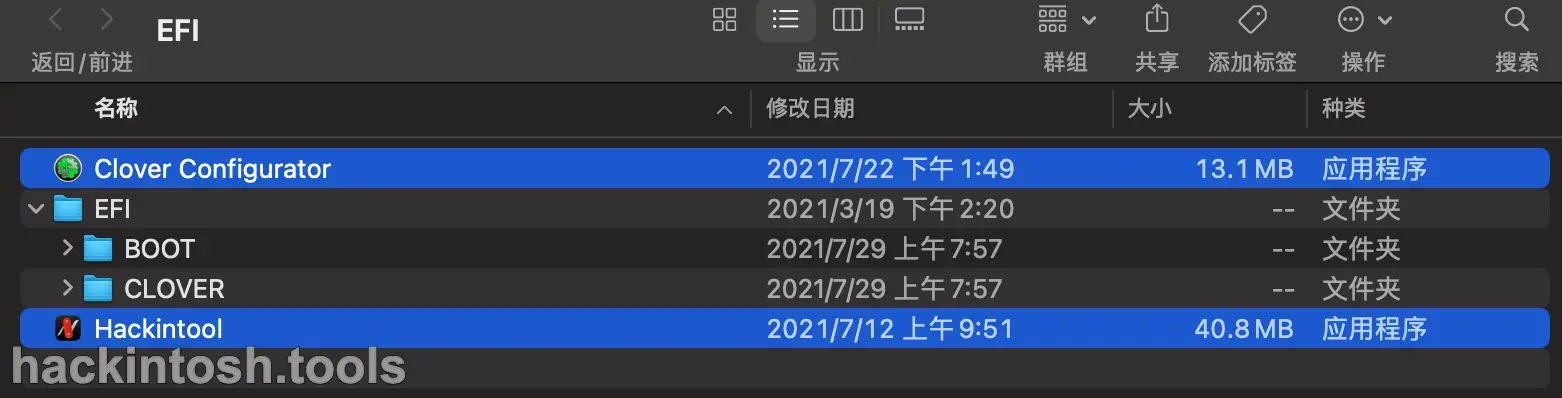 EFI
返回/前进
显示
群组
共享
添加标签
操作
搜索
名称 修改日期 大小 种类
Clover Configurator 2021/7/22 下午 1:49 13.1 MB 应用程序
EFI 2021/3/19 下午 2:20 -- 文件夹
BOOT 2021/7/29 上午 7:57 -- 文件夹
CLOVER 2021/7/29 上午 7:57 -- 文件夹
Hackintool 2021/7/12 上午 9:51 40.8 MB 应用程序
hackintosh.tools